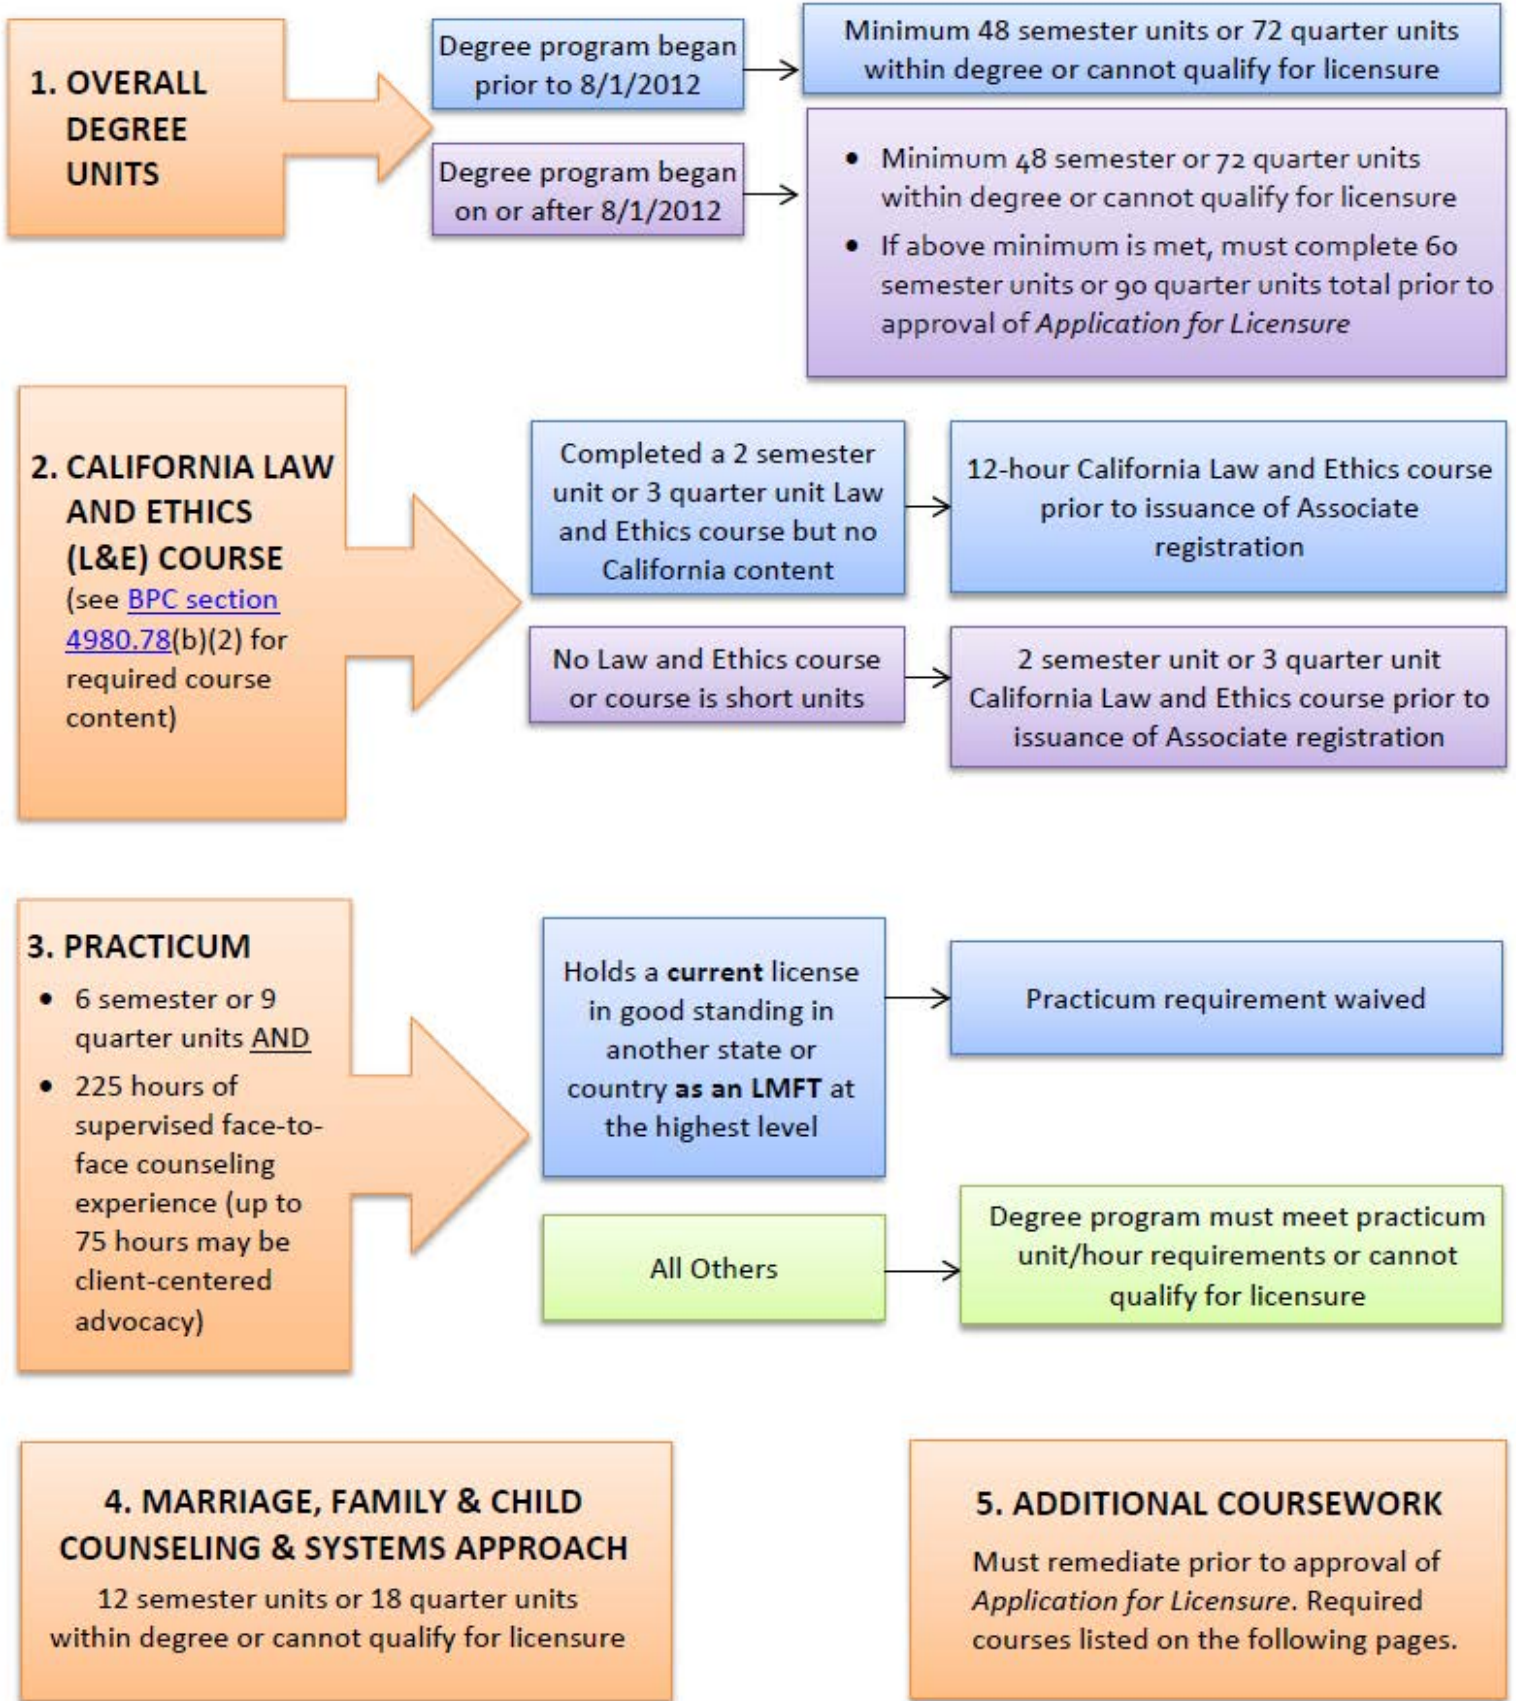 1. OVERALL
DEGREE
UNITS
Degree program began
prior to 8/1/2012
Minimum 48 semester units or 72 quarter units
within degree or cannot qualify for licensure
Degree program began
on or after 8/1/2012
• Minimum 48 semester or 72 quarter units
within degree or cannot qualify for licensure
• If above minimum is met, must complete 60
semester units or 90 quarter units total prior to
approval of Application for Licensure
2. CALIFORNIA LAW
AND ETHICS
(L&E) COURSE
(see BPC section
4980.78(b)(2) for
required course
content)
Completed a 2 semester
unit or 3 quarter unit Law
and Ethics course but no
California content
12-hour California Law and Ethics course
prior to issuance of Associate
registration
No Law and Ethics course
or course is short units
2 semester unit or 3 quarter unit
California Law and Ethics course prior to
issuance of Associate registration
3. PRACTICUM
• 6 semester or 9
quarter units AND
• 225 hours of
supervised face-to-
face counseling
experience (up to
75 hours may be
client-centered
advocacy)
Holds a current license
in good standing in
another state or
country as an LMFT at
the highest level
Practicum requirement waived
All Others
Degree program must meet practicum
unit/hour requirements or cannot
qualify for licensure
4. MARRIAGE, FAMILY & CHILD
COUNSELING & SYSTEMS APPROACH
12 semester units or 18 quarter units
within degree or cannot qualify for licensure
5. ADDITIONAL COURSEWORK
Must remediate prior to approval of
Application for Licensure. Required
courses listed on the following pages.